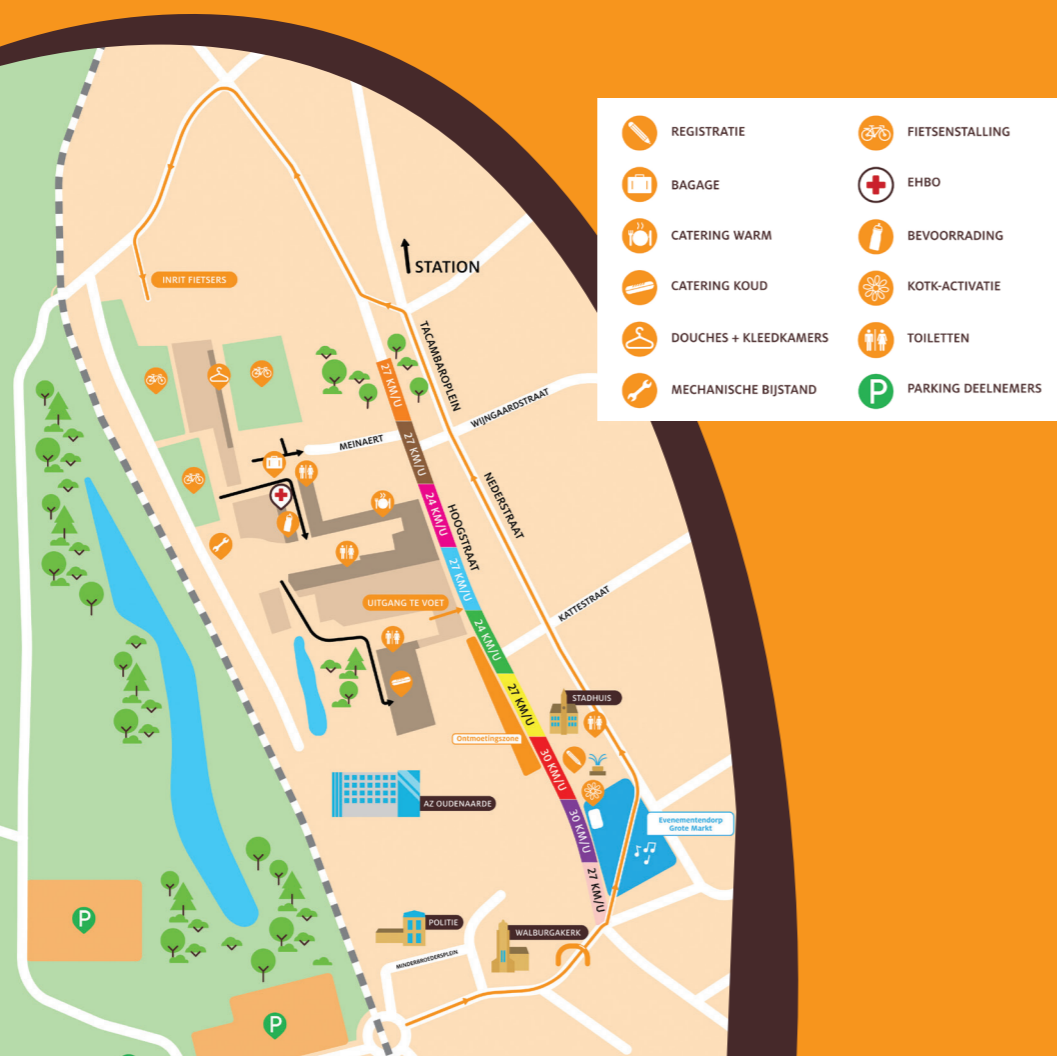 REGISTRATIE
BAGAGE
CATERING WARM
CATERING KOUD
DOUCHES + KLEEDKAMERS
MECHANISCHE BIJSTAND
FIETSENSTALLING
EHBO
BEVOORRADING
KOTK-ACTIVATIE
TOILETTEN
P
PARKING DEELNEMERS
STATION
INRIT FIETSERS
TACAMBAROPLEIN
27 KM/U
WIJNGAARDSTRAAT
MEINAERT
27 KM/U
NEDERSTRAAT
24 KM/U
HOOGSTRAAT
27 KM/U
KATTESTRAAT
UITGANG TE VOET
24 KM/U
27 KM/U
STADHUIS
Ontmoetingszone
30 KM/U
AZ OUDENAARDE
30 KM/U
Evenementendorp
Grote Markt
27 KM/U
P
POLITIE
WALBURGAKERK
MINDERBROEDERSPLEIN
P